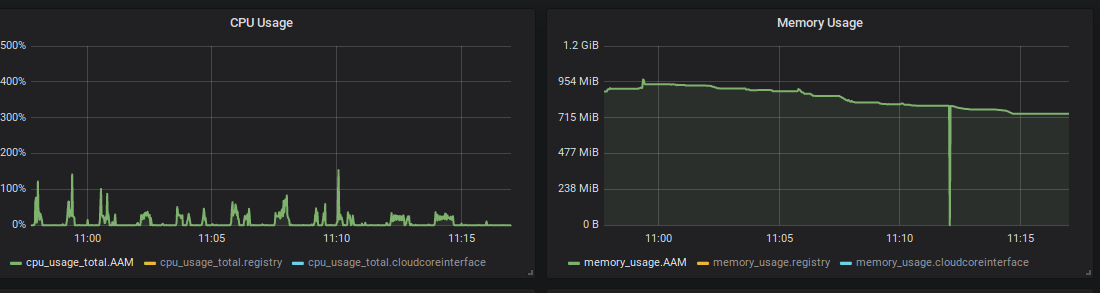 CPU Usage
500%
400%
300%
200%
100%
0%
11:00 11:05 11:10 11:15
cpu_usage_total.AAM cpu_usage_total.registry cpu_usage_total.cloudcoreinterface
Memory Usage
1.2 GiB
954 MiB
715 MiB
477 MiB
238 MiB
0 B
11:00 11:05 11:10 11:15
memory_usage.AAM memory_usage.registry memory_usage.cloudcoreinterface